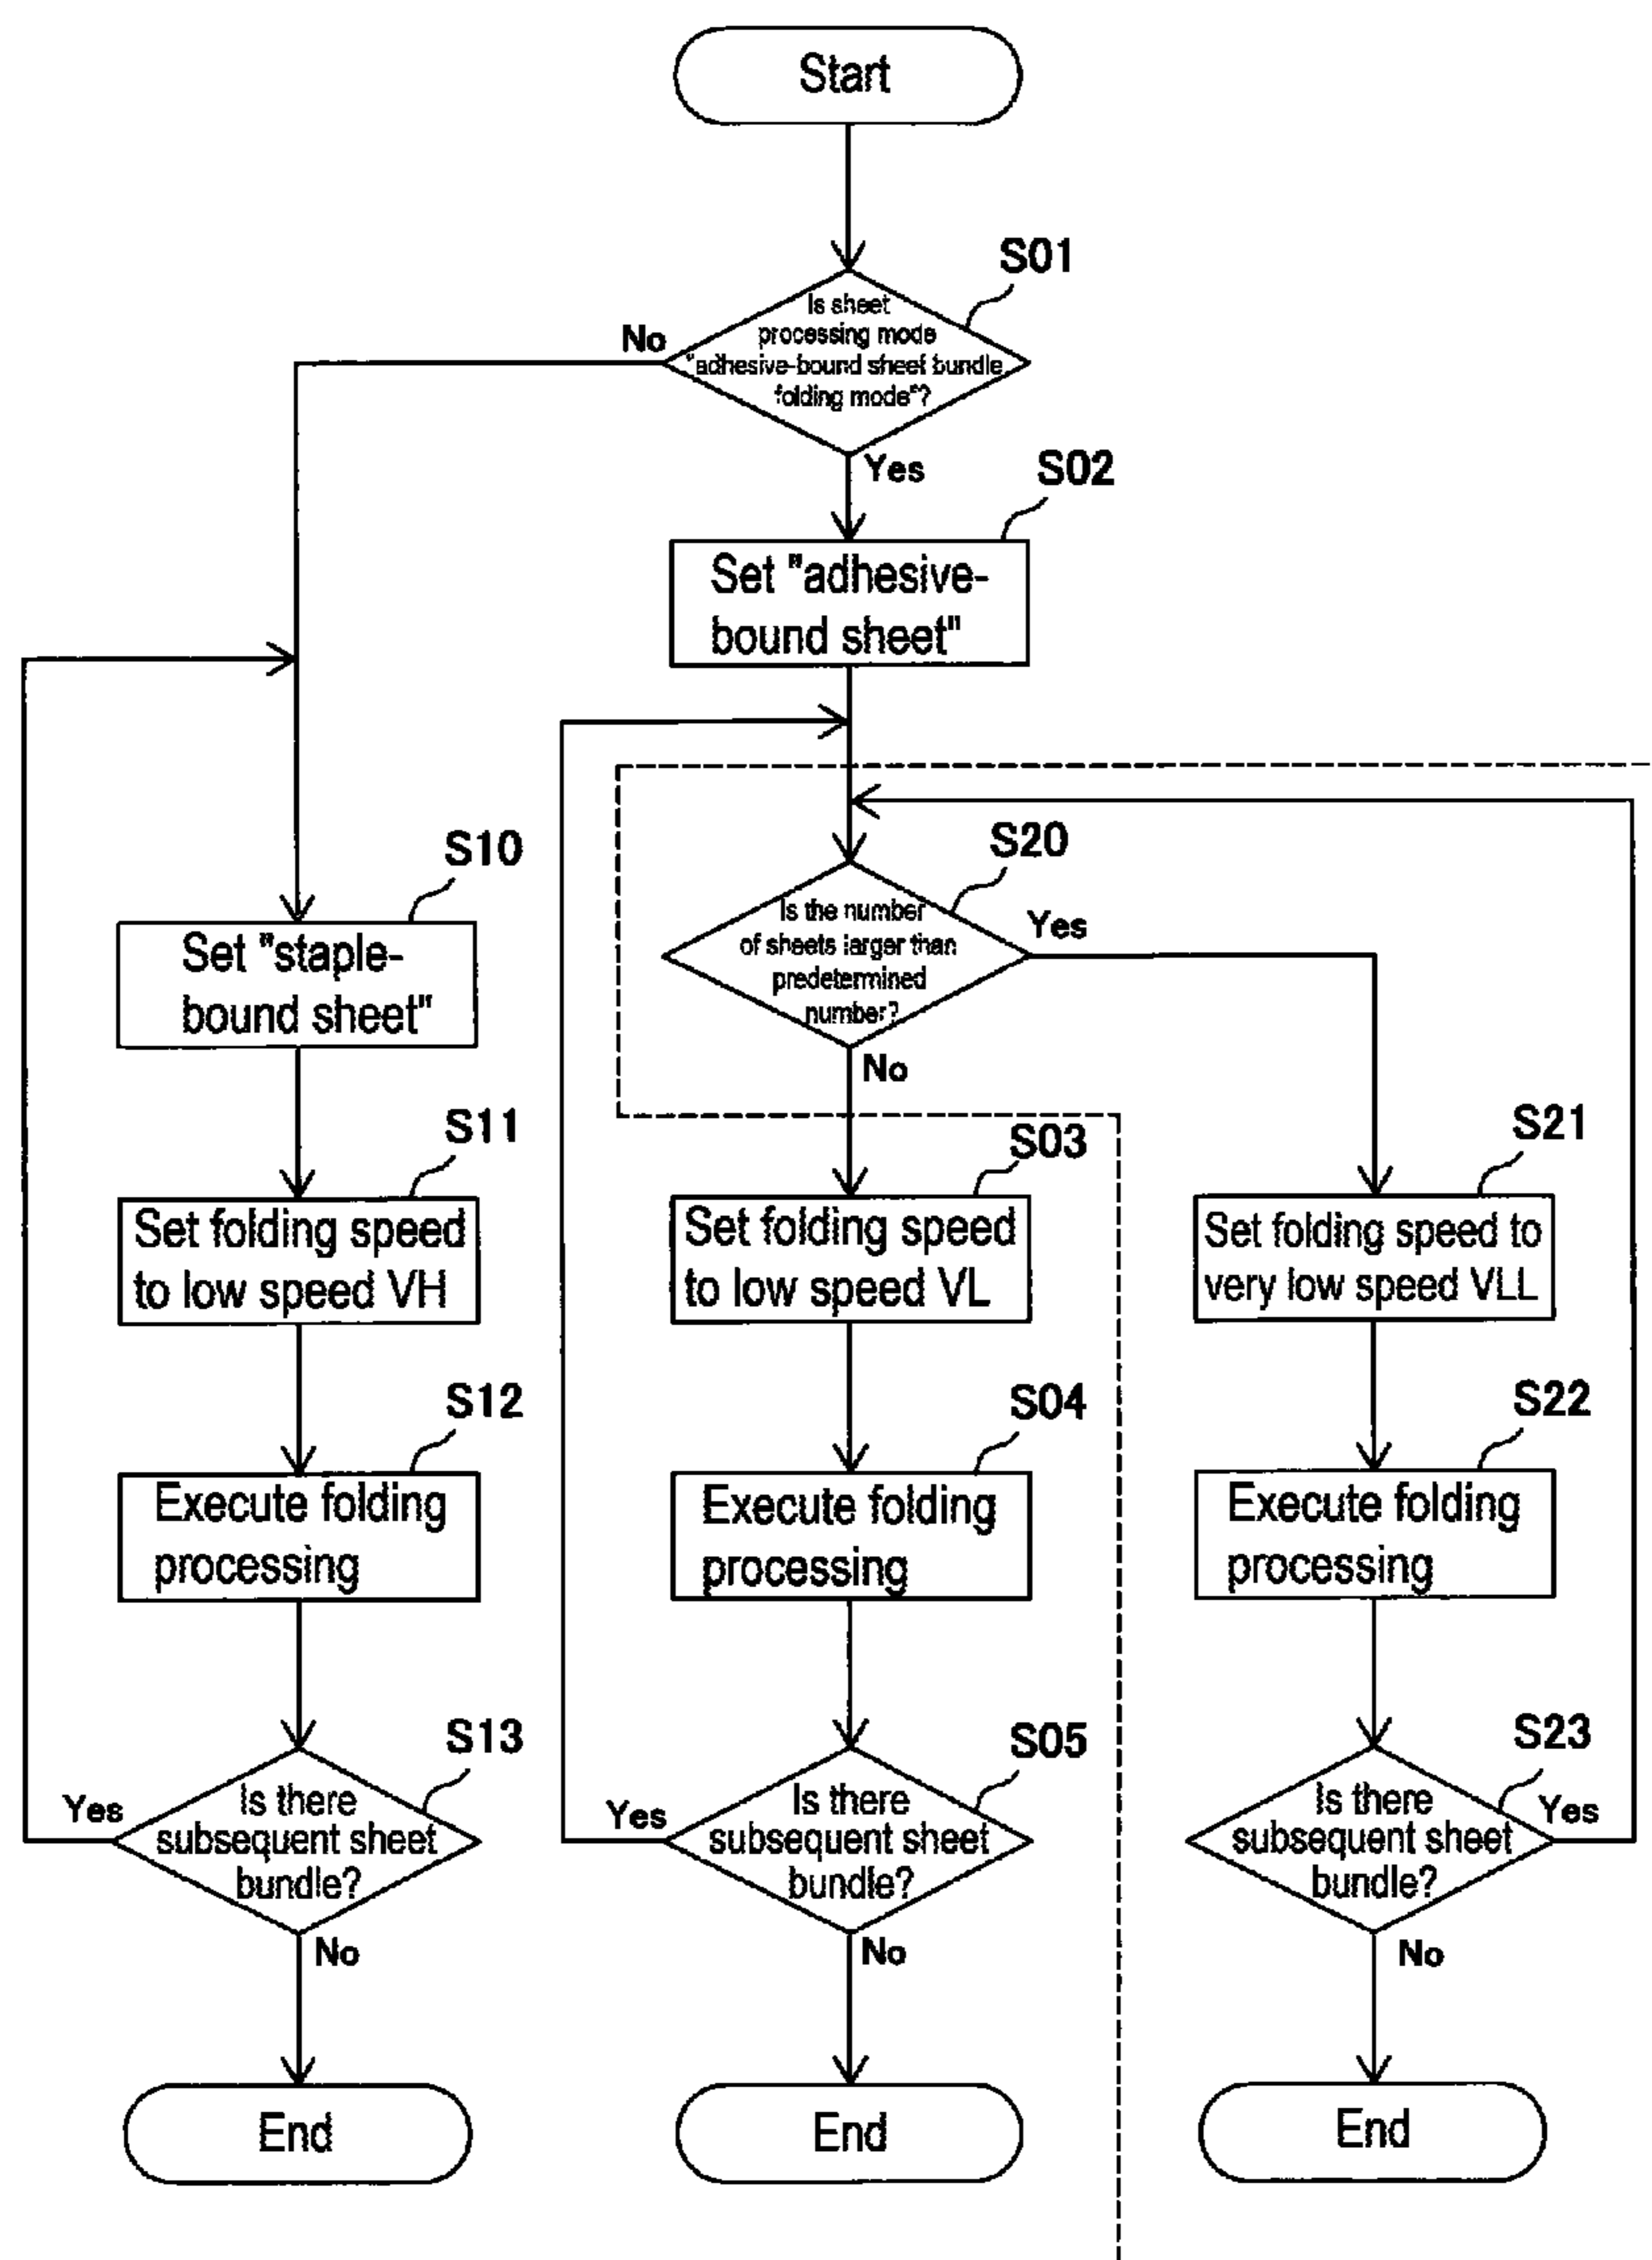 Start
S01
Is sheet
processing mode
"adhesive-bound sheet bundle
folding mode"?
No
Yes
S02
Set "adhesive-
bound sheet"
S10
Set "staple-
bound sheet"
S20
Is the number
of sheets larger than
predetermined
number?
Yes
No
S11
Set folding speed
to low speed VH
S03
Set folding speed
to low speed VL
S21
Set folding speed to
very low speed VLL
S12
Execute folding
processing
S04
Execute folding
processing
S22
Execute folding
processing
S13
Is there
subsequent sheet
bundle?
Yes
No
S05
Is there
subsequent sheet
bundle?
Yes
No
S23
Is there
subsequent sheet
bundle?
Yes
No
End
End
End